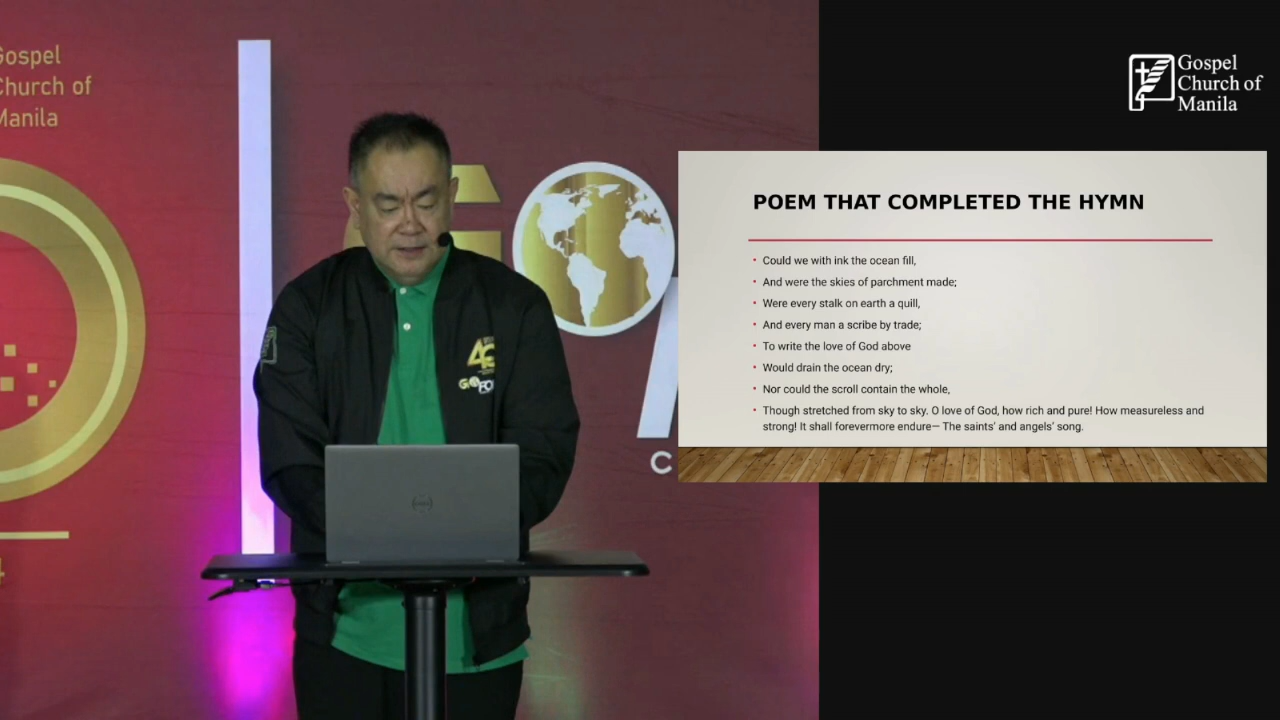 Gospel
Church of
Manila
Gospel
Church of
Manila
POEM THAT COMPLETED THE HYMN
• Could we with ink the ocean fill,
• And were the skies of parchment made;
• Were every stalk on earth a quill,
• And every man a scribe by trade;
• To write the love of God above
• Would drain the ocean dry;
• Nor could the scroll contain the whole,
• Though stretched from sky to sky. O love of God, how rich and pure! How measureless and
strong! It shall forevermore endure— The saints' and angels' song.
40
DELL